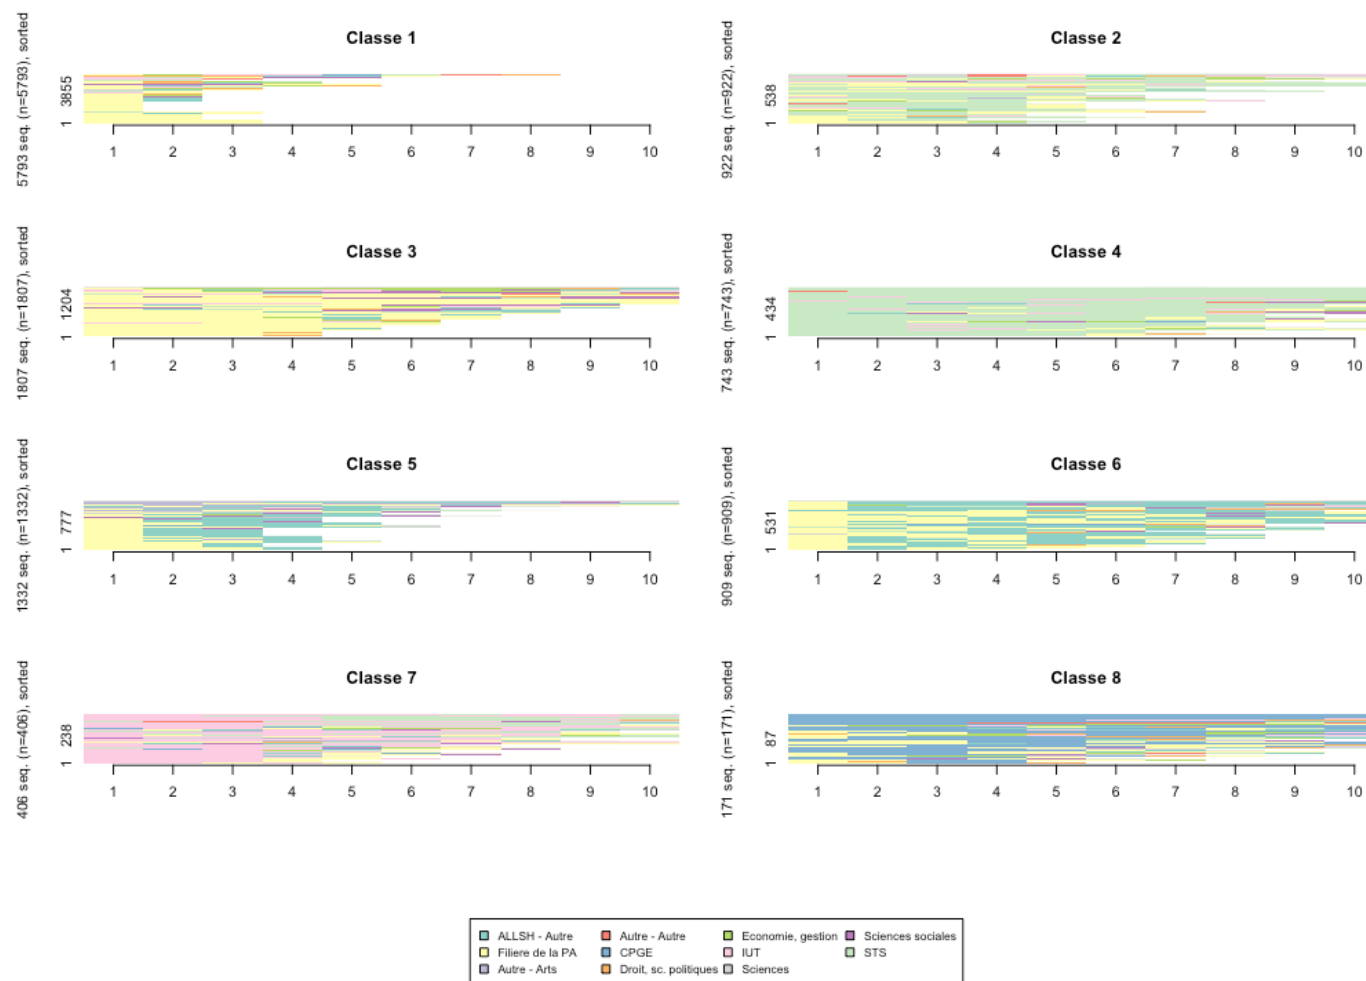 Classe 1
5793 seq. (n=5793), sorted
1 3855
1 2 3 4 5 6 7 8 9 10
Classe 2
922 seq. (n=922), sorted
1 538
1 2 3 4 5 6 7 8 9 10
Classe 3
1807 seq. (n=1807), sorted
1 1204
1 2 3 4 5 6 7 8 9 10
Classe 4
743 seq. (n=743), sorted
1 434
1 2 3 4 5 6 7 8 9 10
Classe 5
1332 seq. (n=1332), sorted
1 777
1 2 3 4 5 6 7 8 9 10
Classe 6
909 seq. (n=909), sorted
1 531
1 2 3 4 5 6 7 8 9 10
Classe 7
406 seq. (n=406), sorted
1 238
1 2 3 4 5 6 7 8 9 10
Classe 8
171 seq. (n=171), sorted
1 87
1 2 3 4 5 6 7 8 9 10
ALLSH - Autre Autre - Autre Economie, gestion Sciences sociales
Filiere de la PA CPGE IUT STS
Autre - Arts Droit, sc. politiques Sciences